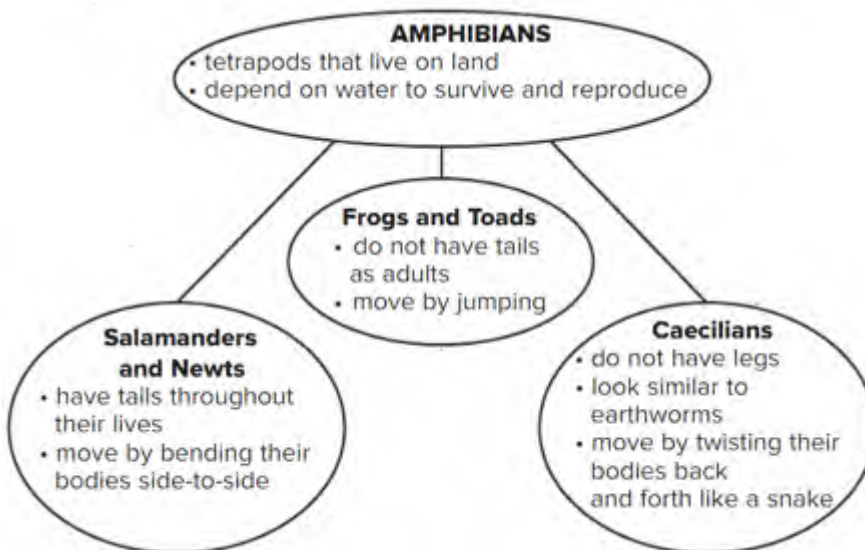 AMPHIBIANS
• tetrapods that live on land
• depend on water to survive and reproduce
Frogs and Toads
• do not have tails
as adults
• move by jumping
Salamanders
and Newts
• have tails throughout
their lives
• move by bending their
bodies side-to-side
Caecilians
• do not have legs
• look similar to
earthworms
• move by twisting their
bodies back
and forth like a snake